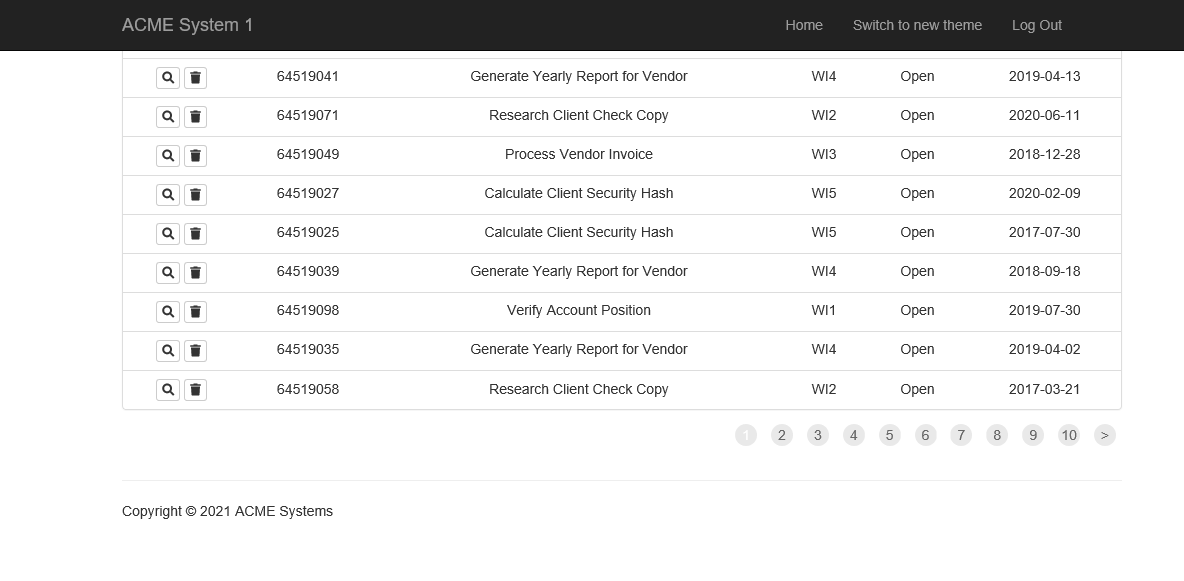 ACME System 1 Home Switch to new theme Log Out
64519041 Generate Yearly Report for Vendor WI4 Open 2019-04-13
64519071 Research Client Check Copy WI2 Open 2020-06-11
64519049 Process Vendor Invoice WI3 Open 2018-12-28
64519027 Calculate Client Security Hash WI5 Open 2020-02-09
64519025 Calculate Client Security Hash WI5 Open 2017-07-30
64519039 Generate Yearly Report for Vendor WI4 Open 2018-09-18
64519098 Verify Account Position WI1 Open 2019-07-30
64519035 Generate Yearly Report for Vendor WI4 Open 2019-04-02
64519058 Research Client Check Copy WI2 Open 2017-03-21
1 2 3 4 5 6 7 8 9 10 >
Copyright © 2021 ACME Systems